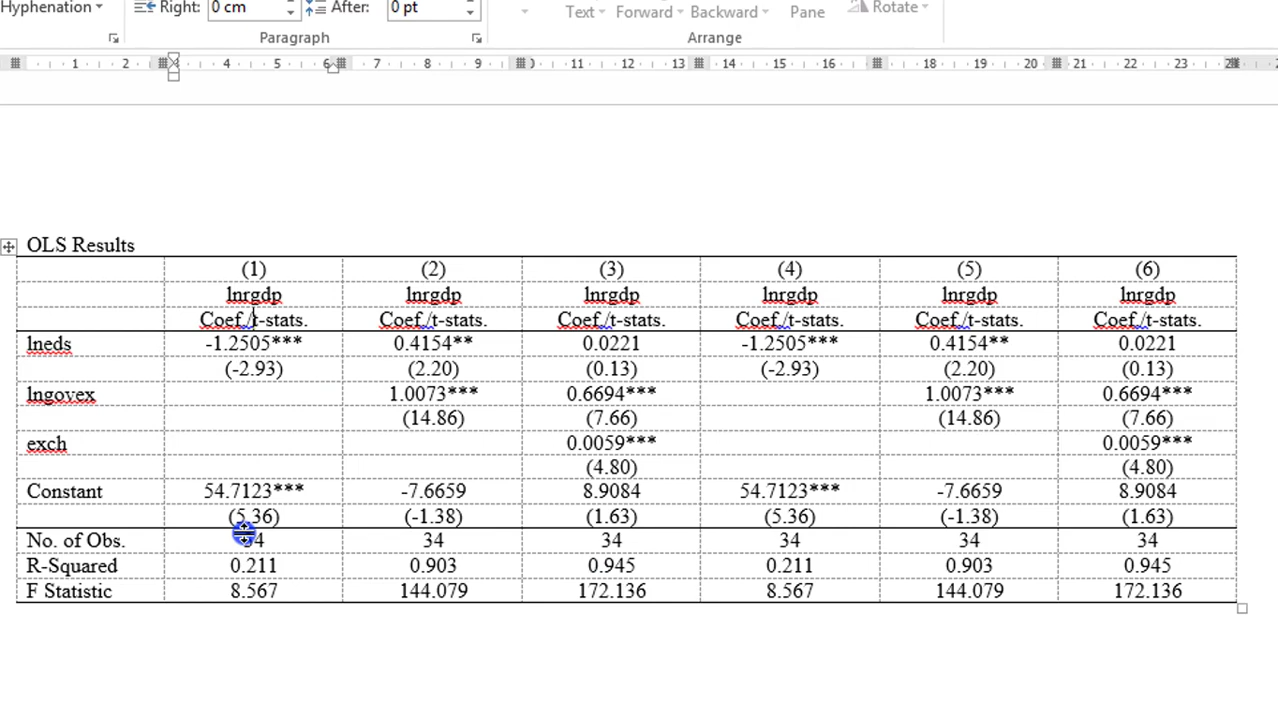 Hyphenation Right: 0 cm After: 0 pt Text Forward Backward Pane Rotate
Paragraph Arrange
1 2 4 5 6 7 8 9 11 12 13 14 15 16 18 19 20 21 22 23
OLS Results
(1) (2) (3) (4) (5) (6)
lnrgdp lnrgdp lnrgdp lnrgdp lnrgdp lnrgdp
Coef./t-stats. Coef./t-stats. Coef./t-stats. Coef./t-stats. Coef./t-stats. Coef./t-stats.
lneds -1.2505*** 0.4154** 0.0221 -1.2505*** 0.4154** 0.0221
(-2.93) (2.20) (0.13) (-2.93) (2.20) (0.13)
lngovex 1.0073*** 0.6694*** 1.0073*** 0.6694***
(14.86) (7.66) (14.86) (7.66)
exch 0.0059*** 0.0059***
(4.80) (4.80)
Constant 54.7123*** -7.6659 8.9084 54.7123*** -7.6659 8.9084
(5.36) (-1.38) (1.63) (5.36) (-1.38) (1.63)
No. of Obs. 34 34 34 34 34 34
R-Squared 0.211 0.903 0.945 0.211 0.903 0.945
F Statistic 8.567 144.079 172.136 8.567 144.079 172.136